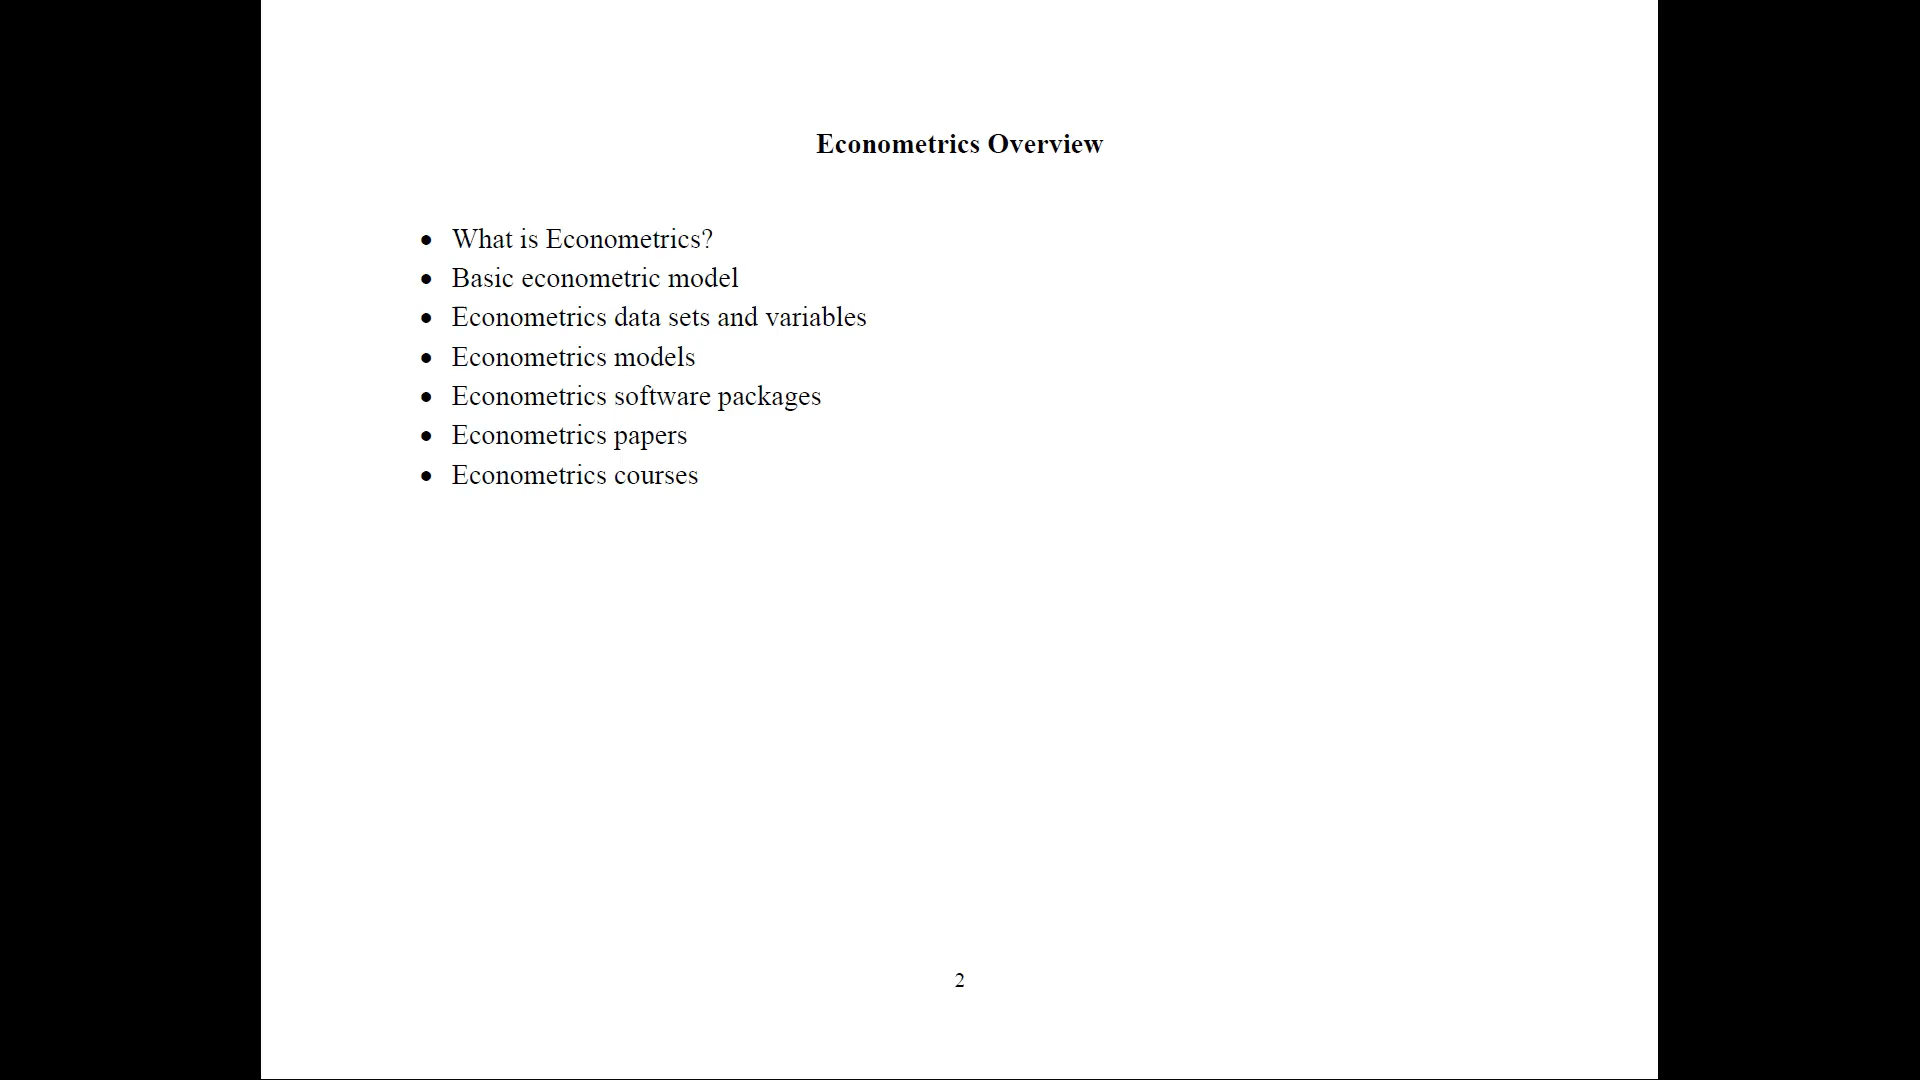 Econometrics Overview
• What is Econometrics?
• Basic econometric model
• Econometrics data sets and variables
• Econometrics models
• Econometrics software packages
• Econometrics papers
• Econometrics courses
2